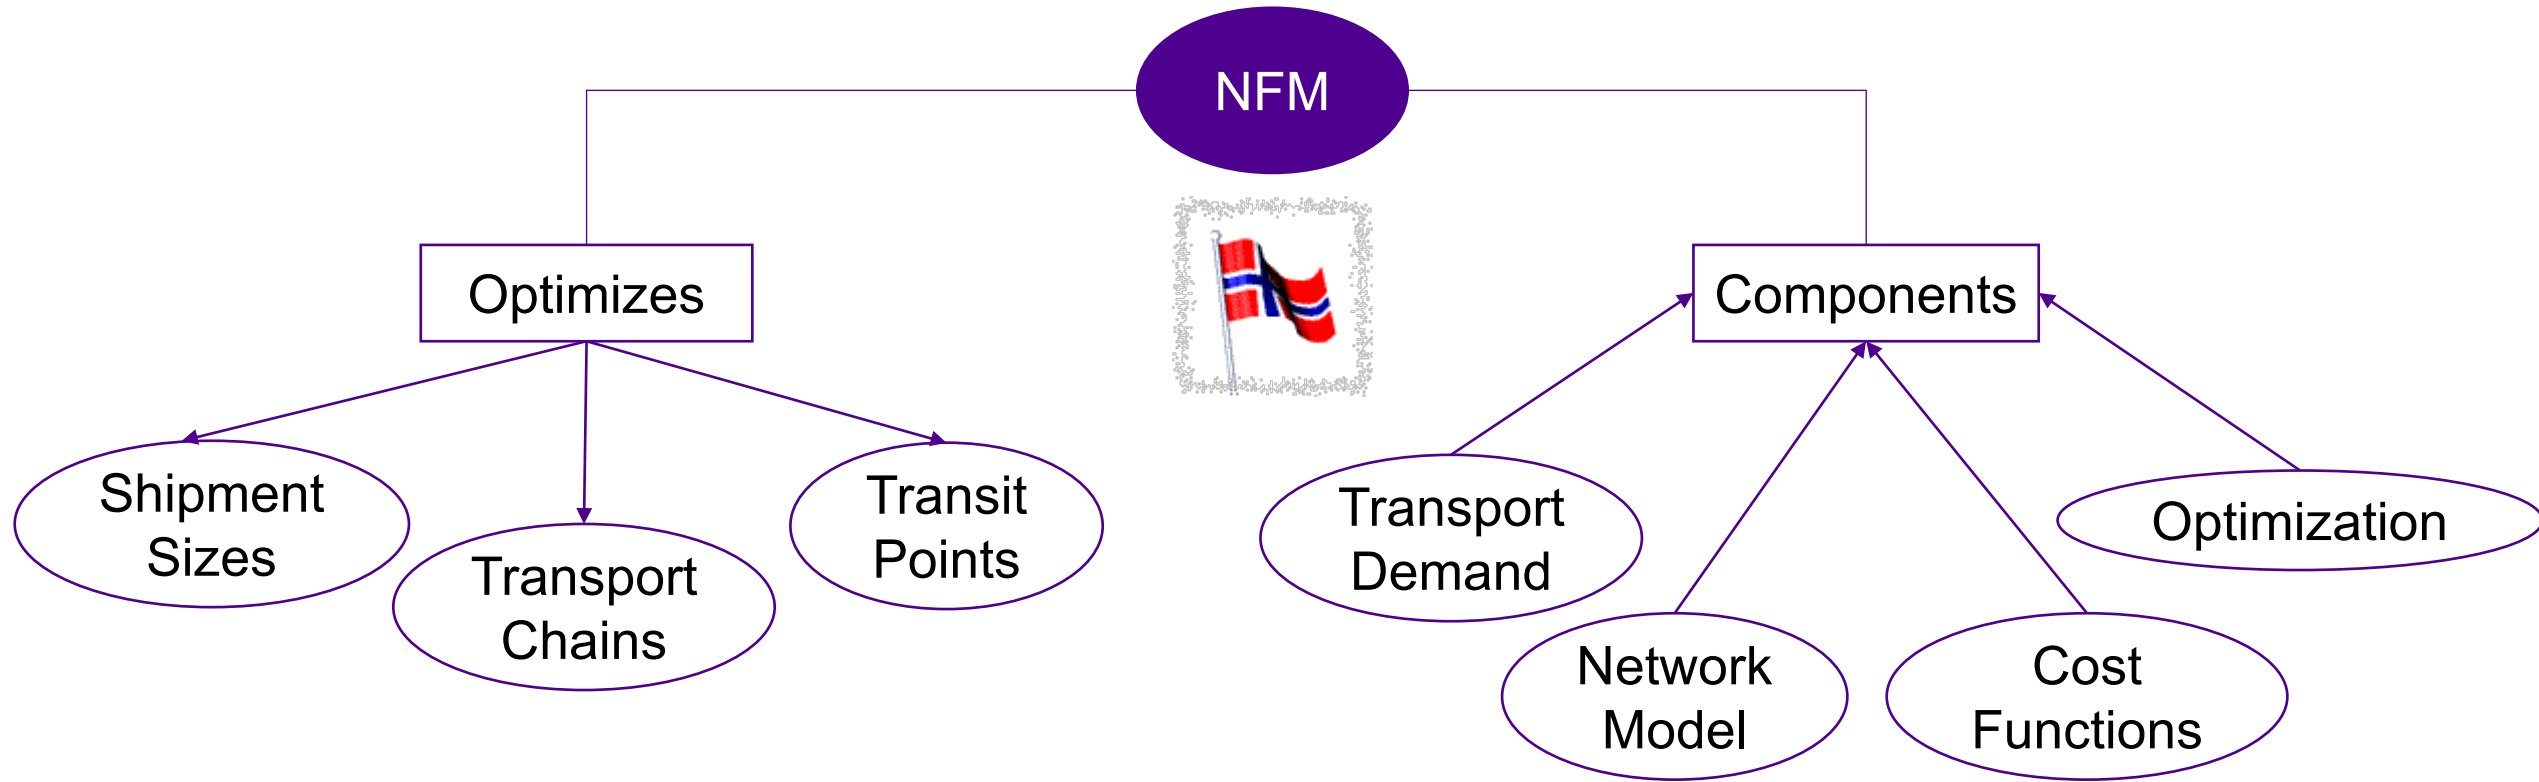 NFM
Optimizes
Components
Shipment
Sizes
Transport
Chains
Transit
Points
Transport
Demand
Network
Model
Cost
Functions
Optimization